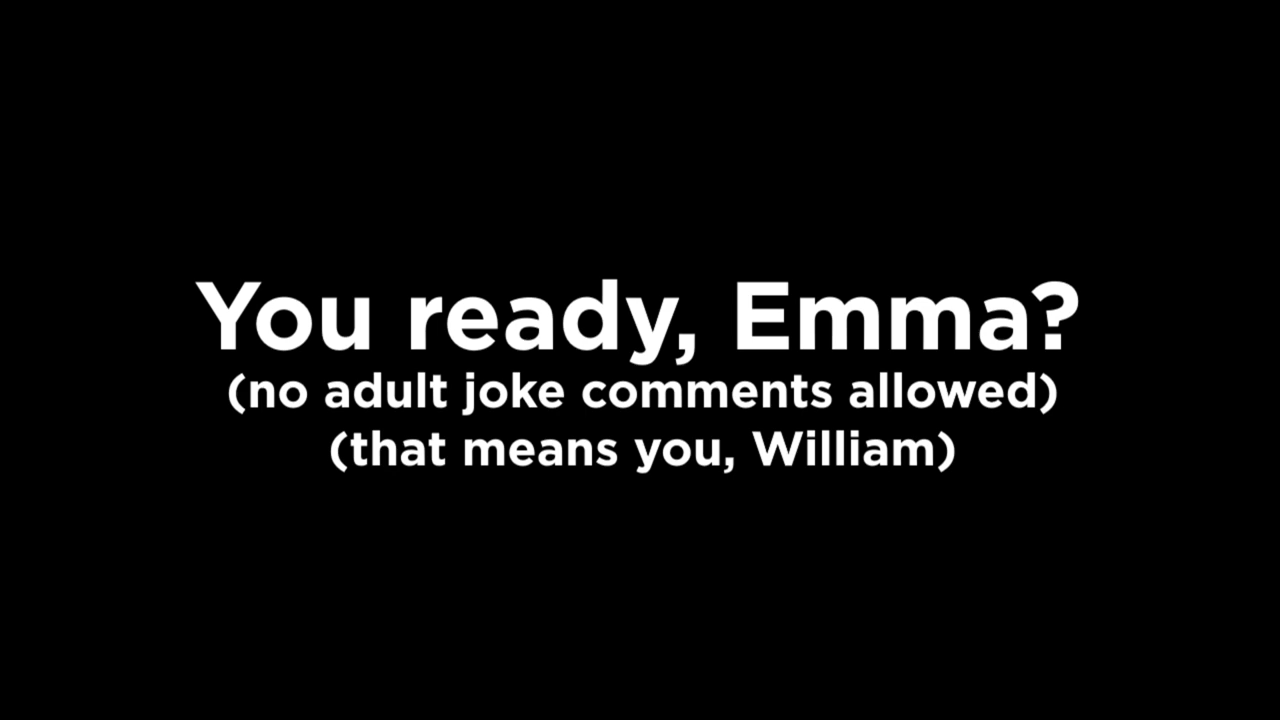 You ready, Emma?
(no adult joke comments allowed)
(that means you, William)